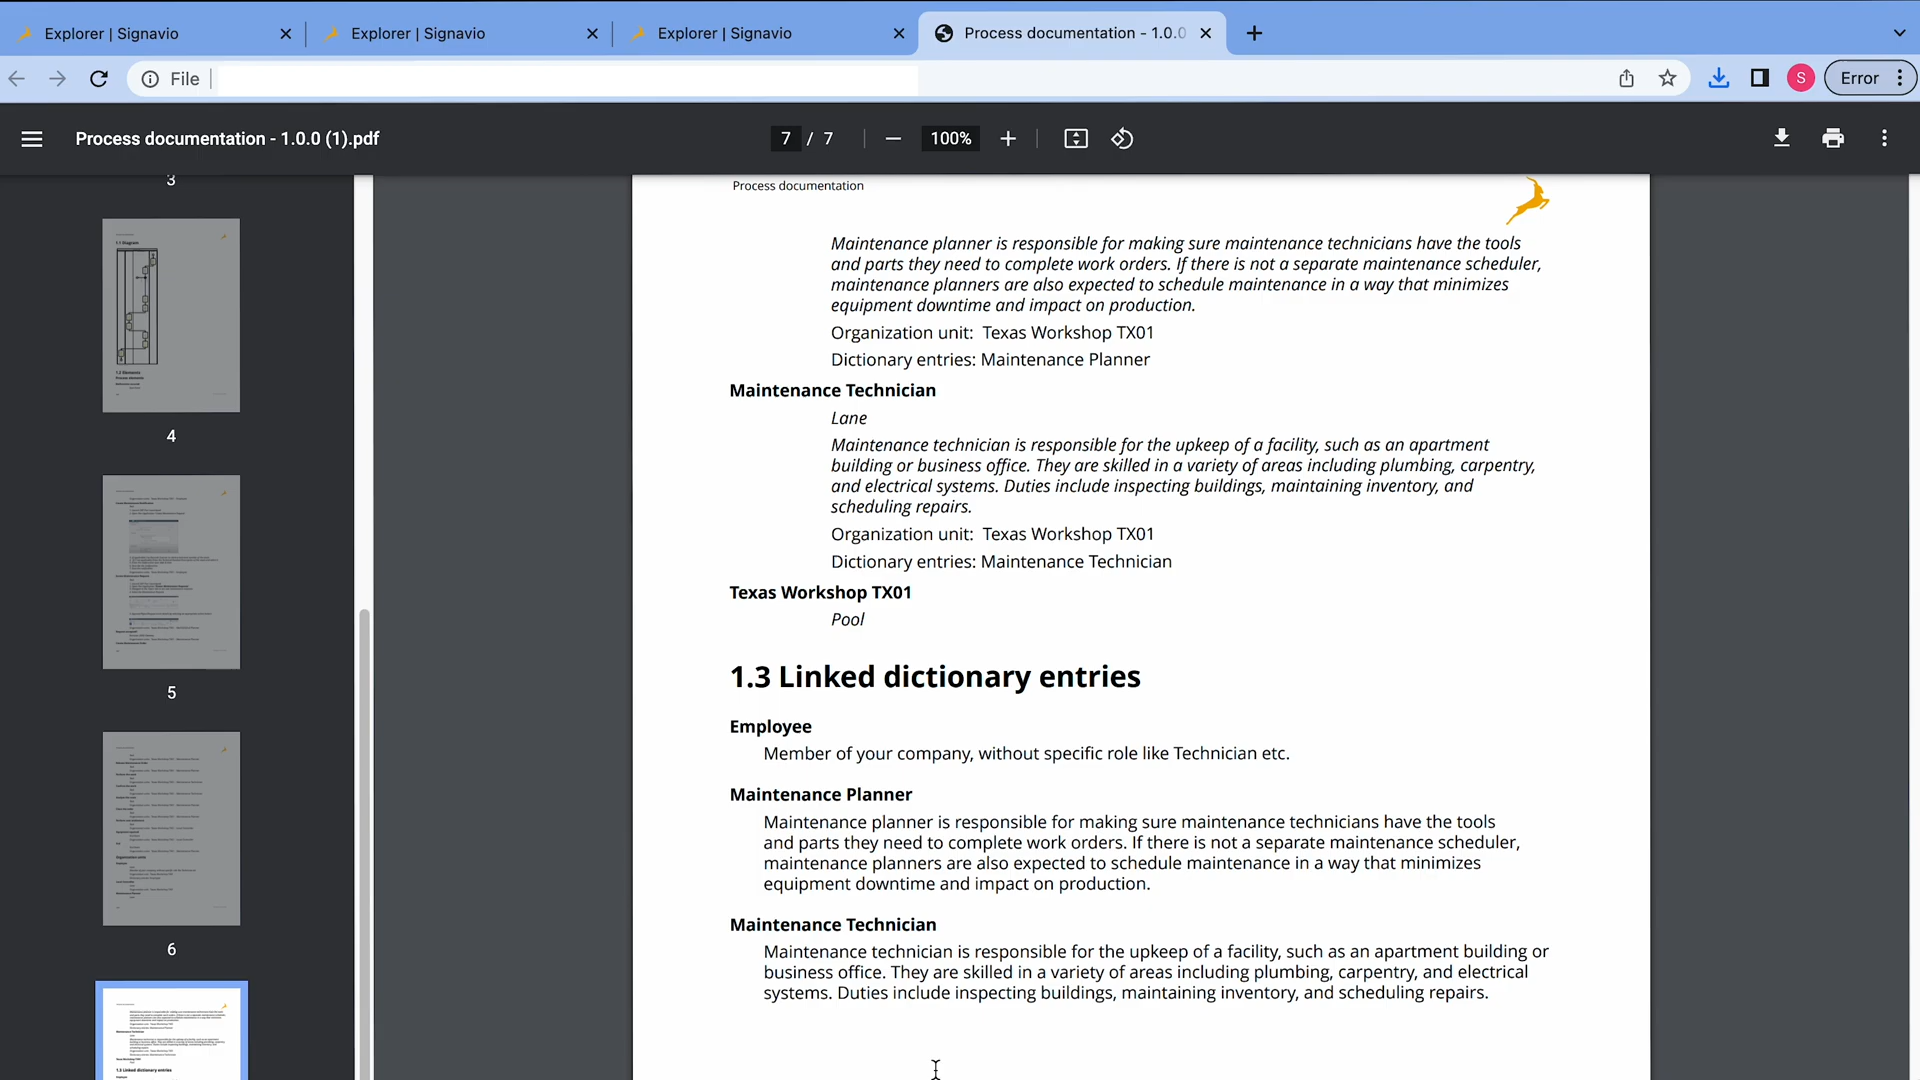 Explorer | Signavio
Explorer | Signavio
Explorer | Signavio
Process documentation - 1.0.0
File
S
Error
Process documentation - 1.0.0 (1).pdf
7 / 7
100%
3
1.1 Diagram
1.2 Elements
4
5
6
1.3 Linked dictionary entries
Process documentation
Maintenance planner is responsible for making sure maintenance technicians have the tools
and parts they need to complete work orders. If there is not a separate maintenance scheduler,
maintenance planners are also expected to schedule maintenance in a way that minimizes
equipment downtime and impact on production.
Organization unit: Texas Workshop TX01
Dictionary entries: Maintenance Planner
Maintenance Technician
Lane
Maintenance technician is responsible for the upkeep of a facility, such as an apartment
building or business office. They are skilled in a variety of areas including plumbing, carpentry,
and electrical systems. Duties include inspecting buildings, maintaining inventory, and
scheduling repairs.
Organization unit: Texas Workshop TX01
Dictionary entries: Maintenance Technician
Texas Workshop TX01
Pool
1.3 Linked dictionary entries
Employee
Member of your company, without specific role like Technician etc.
Maintenance Planner
Maintenance planner is responsible for making sure maintenance technicians have the tools
and parts they need to complete work orders. If there is not a separate maintenance scheduler,
maintenance planners are also expected to schedule maintenance in a way that minimizes
equipment downtime and impact on production.
Maintenance Technician
Maintenance technician is responsible for the upkeep of a facility, such as an apartment building or
business office. They are skilled in a variety of areas including plumbing, carpentry, and electrical
systems. Duties include inspecting buildings, maintaining inventory, and scheduling repairs.